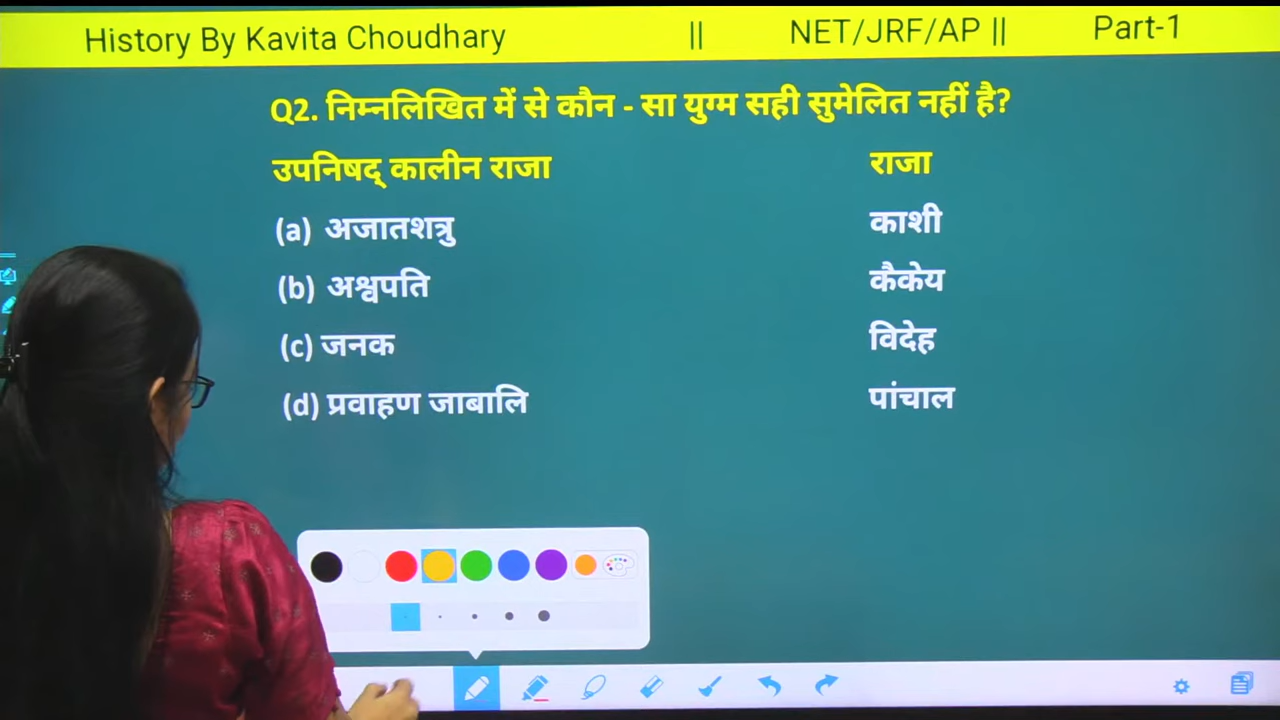 History By Kavita Choudhary || NET/JRF/AP || Part-1
Q2. निम्नलिखित में से कौन - सा युग्म सही सुमेलित नहीं है?
उपनिषद् कालीन राजा राजा
(a) अजातशत्रु काशी
(b) अश्वपति कैकेय
(c) जनक विदेह
(d) प्रवाहण जाबालि पांचाल